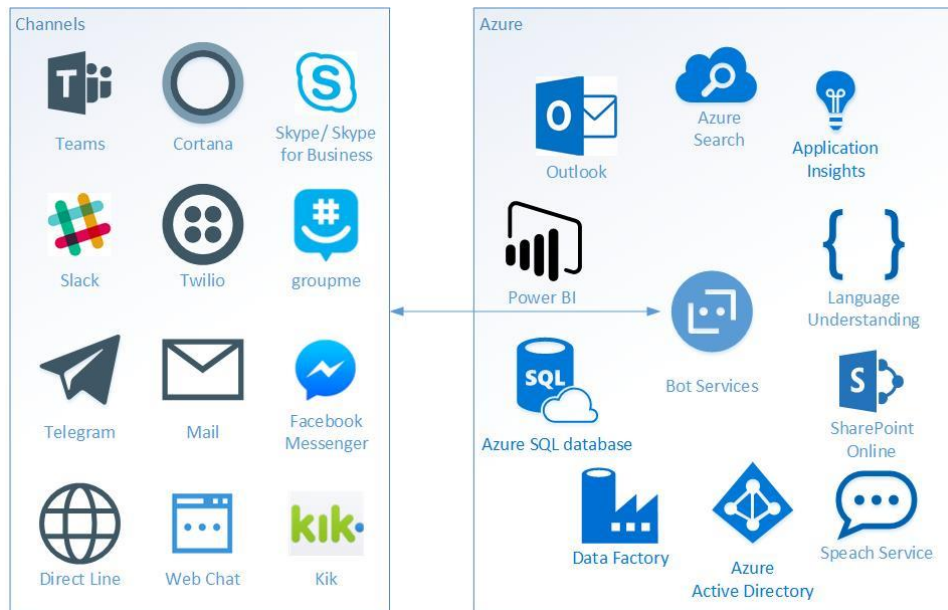 Channels
Teams
Cortana
Skype/ Skype
for Business
Slack
Twilio
groupme
Telegram
Mail
Facebook
Messenger
Direct Line
Web Chat
kik
Kik
Azure
Outlook
Azure
Search
Application
Insights
Power BI
Language
Understanding
Bot Services
SQL
Azure SQL database
SharePoint
Online
Data Factory
Azure
Active Directory
Speach Service